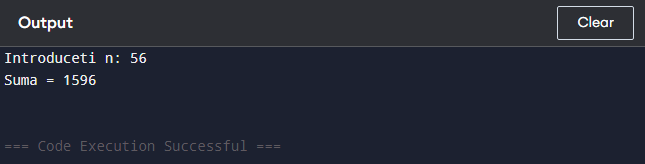 Output
Clear
Introduceti n: 56
Suma = 1596
=== Code Execution Successful ===